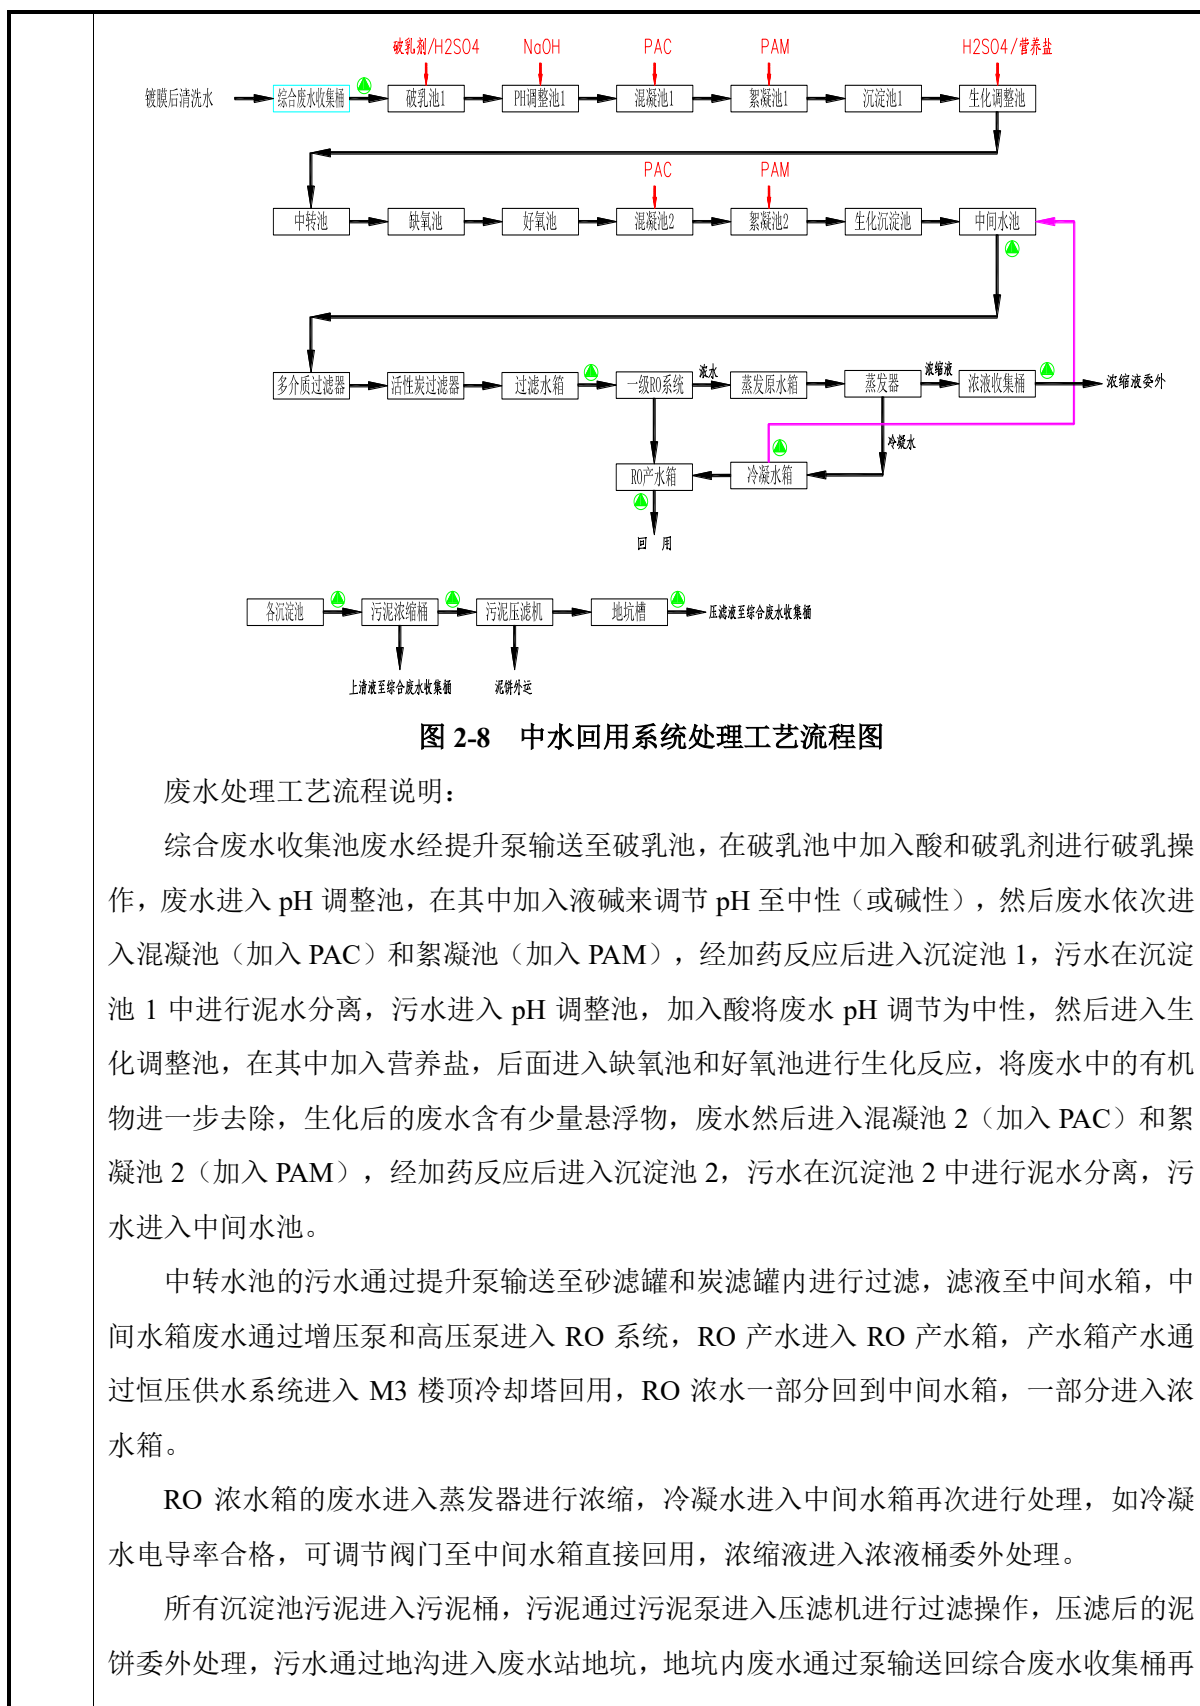 破乳剂/H2SO4 NaOH PAC PAM H2SO4/营养盐
镀膜后清洗水 综合废水收集桶 破乳池1 PH调整池1 混凝池1 絮凝池1 沉淀池1 生化调整池
PAC PAM
中转池 缺氧池 好氧池 混凝池2 絮凝池2 生化沉淀池 中间水池
多介质过滤器 活性炭过滤器 过滤水箱 一级RO系统 浓水 蒸发原水箱 蒸发器 浓缩液 浓液收集桶 浓缩液委外
冷凝水
RO产水箱 冷凝水箱
回 用
各沉淀池 污泥浓缩桶 污泥压滤机 地坑槽 压滤液至综合废水收集桶
上清液至综合废水收集桶 泥饼外运
图 2-8 中水回用系统处理工艺流程图
废水处理工艺流程说明：
综合废水收集池废水经提升泵输送至破乳池，在破乳池中加入酸和破乳剂进行破乳操
作，废水进入 pH 调整池，在其中加入液碱来调节 pH 至中性（或碱性），然后废水依次进
入混凝池（加入 PAC）和絮凝池（加入 PAM），经加药反应后进入沉淀池 1，污水在沉淀
池 1 中进行泥水分离，污水进入 pH 调整池，加入酸将废水 pH 调节为中性，然后进入生
化调整池，在其中加入营养盐，后面进入缺氧池和好氧池进行生化反应，将废水中的有机
物进一步去除，生化后的废水含有少量悬浮物，废水然后进入混凝池 2（加入 PAC）和絮
凝池 2（加入 PAM），经加药反应后进入沉淀池 2，污水在沉淀池 2 中进行泥水分离，污
水进入中间水池。
中转水池的污水通过提升泵输送至砂滤罐和炭滤罐内进行过滤，滤液至中间水箱，中
间水箱废水通过增压泵和高压泵进入 RO 系统，RO 产水进入 RO 产水箱，产水箱产水通
过恒压供水系统进入 M3 楼顶冷却塔回用，RO 浓水一部分回到中间水箱，一部分进入浓
水箱。
RO 浓水箱的废水进入蒸发器进行浓缩，冷凝水进入中间水箱再次进行处理，如冷凝
水电导率合格，可调节阀门至中间水箱直接回用，浓缩液进入浓液桶委外处理。
所有沉淀池污泥进入污泥桶，污泥通过污泥泵进入压滤机进行过滤操作，压滤后的泥
饼委外处理，污水通过地沟进入废水站地坑，地坑内废水通过泵输送回综合废水收集桶再